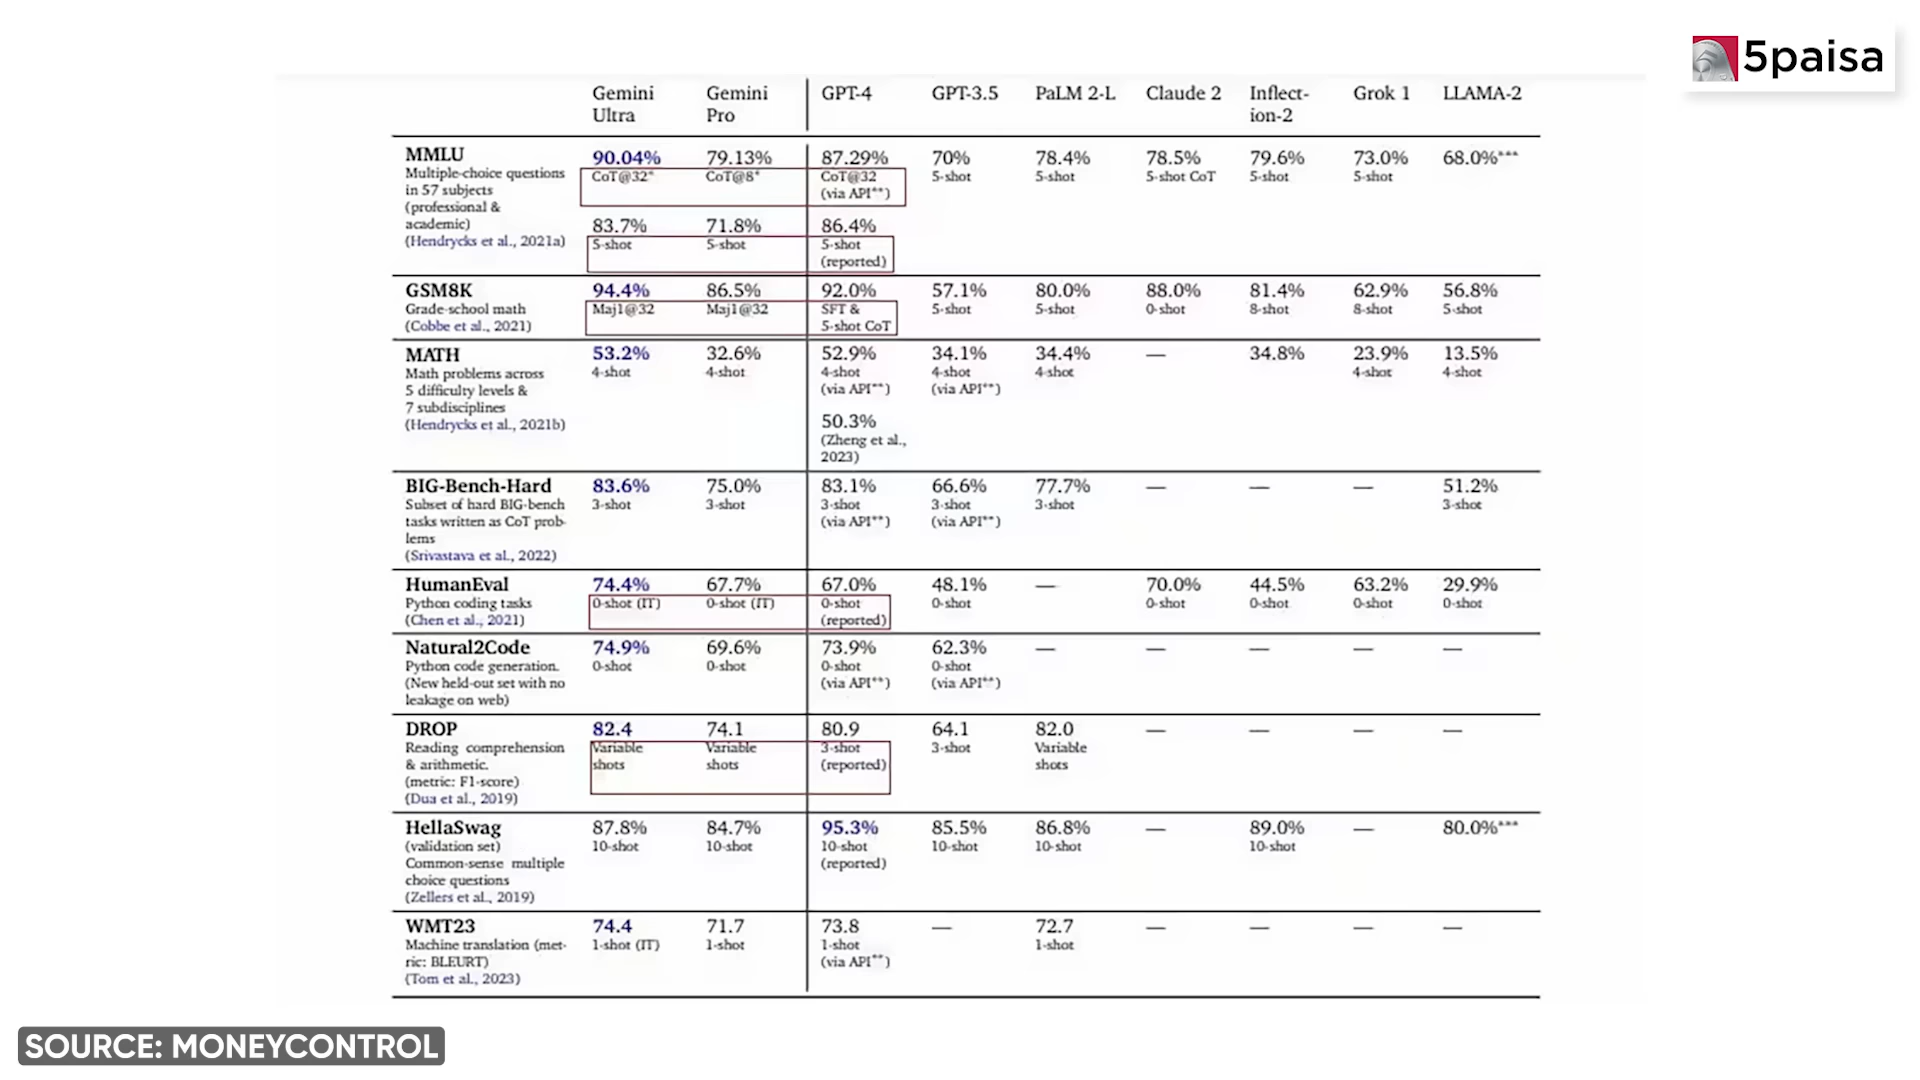 5paisa
Gemini Ultra Gemini Pro GPT-4 GPT-3.5 PaLM 2-L Claude 2 Inflect-ion-2 Grok 1 LLAMA-2
MMLU
Multiple-choice questions
in 57 subjects
(professional &
academic)
(Hendrycks et al., 2021a)
90.04% 79.13% 87.29% 70% 78.4% 78.5% 79.6% 73.0% 68.0%***
CoT@32* CoT@8* CoT@32 5-shot 5-shot 5-shot CoT 5-shot 5-shot
(via API**)
83.7% 71.8% 86.4%
5-shot 5-shot 5-shot
(reported)
GSM8K
Grade-school math
(Cobbe et al., 2021)
94.4% 86.5% 92.0% 57.1% 80.0% 88.0% 81.4% 62.9% 56.8%
Maj1@32 Maj1@32 SFT & 5-shot 5-shot 0-shot 8-shot 8-shot 5-shot
5-shot CoT
MATH
Math problems across
5 difficulty levels &
7 subdisciplines
(Hendrycks et al., 2021b)
53.2% 32.6% 52.9% 34.1% 34.4% — 34.8% 23.9% 13.5%
4-shot 4-shot 4-shot 4-shot 4-shot 4-shot 4-shot
(via API**) (via API**)
50.3%
(Zheng et al.,
2023)
BIG-Bench-Hard
Subset of hard BIG-bench
tasks written as CoT prob-
lems
(Srivastava et al., 2022)
83.6% 75.0% 83.1% 66.6% 77.7% — — — 51.2%
3-shot 3-shot 3-shot 3-shot 3-shot 3-shot
(via API**) (via API**)
HumanEval
Python coding tasks
(Chen et al., 2021)
74.4% 67.7% 67.0% 48.1% — 70.0% 44.5% 63.2% 29.9%
0-shot (IT) 0-shot (IT) 0-shot 0-shot 0-shot 0-shot 0-shot 0-shot
(reported)
Natural2Code
Python code generation.
(New held-out set with no
leakage on web)
74.9% 69.6% 73.9% 62.3% — — — — —
0-shot 0-shot 0-shot 0-shot
(via API**) (via API**)
DROP
Reading comprehension
& arithmetic.
(metric: F1-score)
(Dua et al., 2019)
82.4 74.1 80.9 64.1 82.0 — — — —
Variable Variable 3-shot 3-shot Variable
shots shots (reported) shots
HellaSwag
(validation set)
Common-sense multiple
choice questions
(Zellers et al., 2019)
87.8% 84.7% 95.3% 85.5% 86.8% — 89.0% — 80.0%***
10-shot 10-shot 10-shot 10-shot 10-shot 10-shot
(reported)
WMT23
Machine translation (met-
ric: BLEURT)
(Tom et al., 2023)
74.4 71.7 73.8 — 72.7 — — — —
1-shot (IT) 1-shot 1-shot 1-shot
(via API**)
SOURCE: MONEYCONTROL